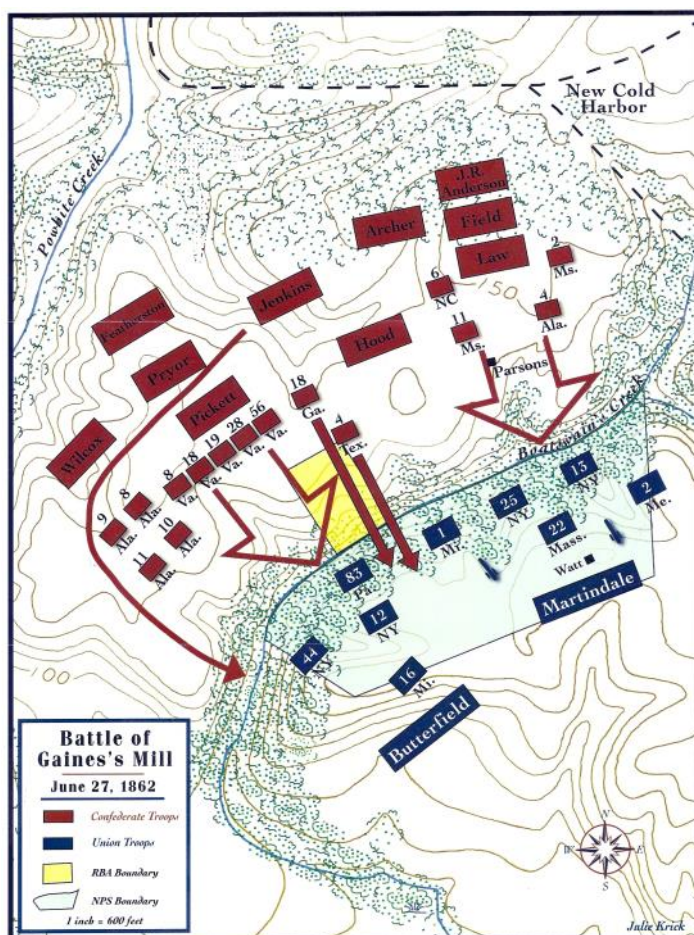 New Cold
Harbor
Powhite Creek
J.R.
Anderson
Archer
Field
Law
2
Ms.
6
NC
150
4
Ala.
11
Ms.
Parsons
Featherston
Jenkins
Hood
Pryor
Pickett
Wilcox
18
Ga.
4
Tex.
56
Va.
28
Va.
19
Va.
18
Va.
8
Va.
8
Ala.
9
Ala.
10
Ala.
11
Ala.
Boatswain's Creek
13
NY
25
NY
2
Me.
1
Mi.
22
Mass.
Watt
Martindale
83
Pa.
12
NY
44
NY
16
Mi.
Butterfield
100
Battle of
Gaines's Mill
June 27, 1862
Confederate Troops
Union Troops
RBA Boundary
NPS Boundary
1 inch = 600 feet
N
W
E
S
Julie Krick